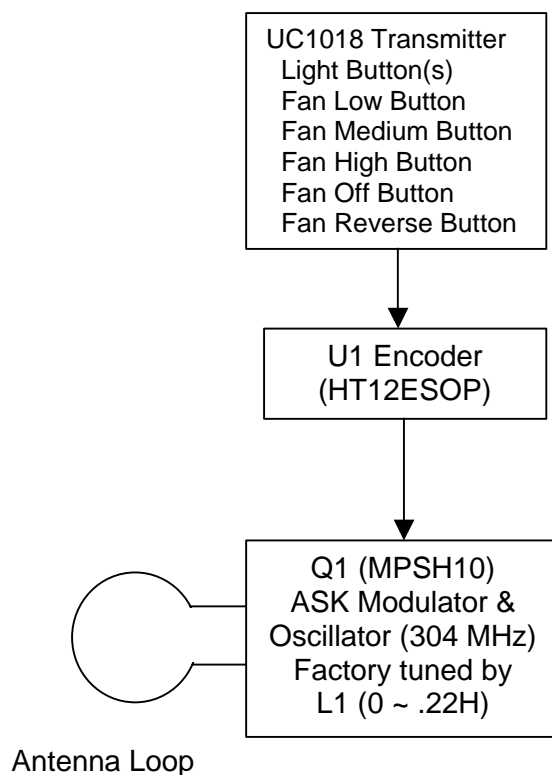 UC1018 Transmitter
Light Button(s)
Fan Low Button
Fan Medium Button
Fan High Button
Fan Off Button
Fan Reverse Button
U1 Encoder
(HT12ESOP)
Q1 (MPSH10)
ASK Modulator &
Oscillator (304 MHz)
Factory tuned by
L1 (0 ~ .22H)
Antenna Loop